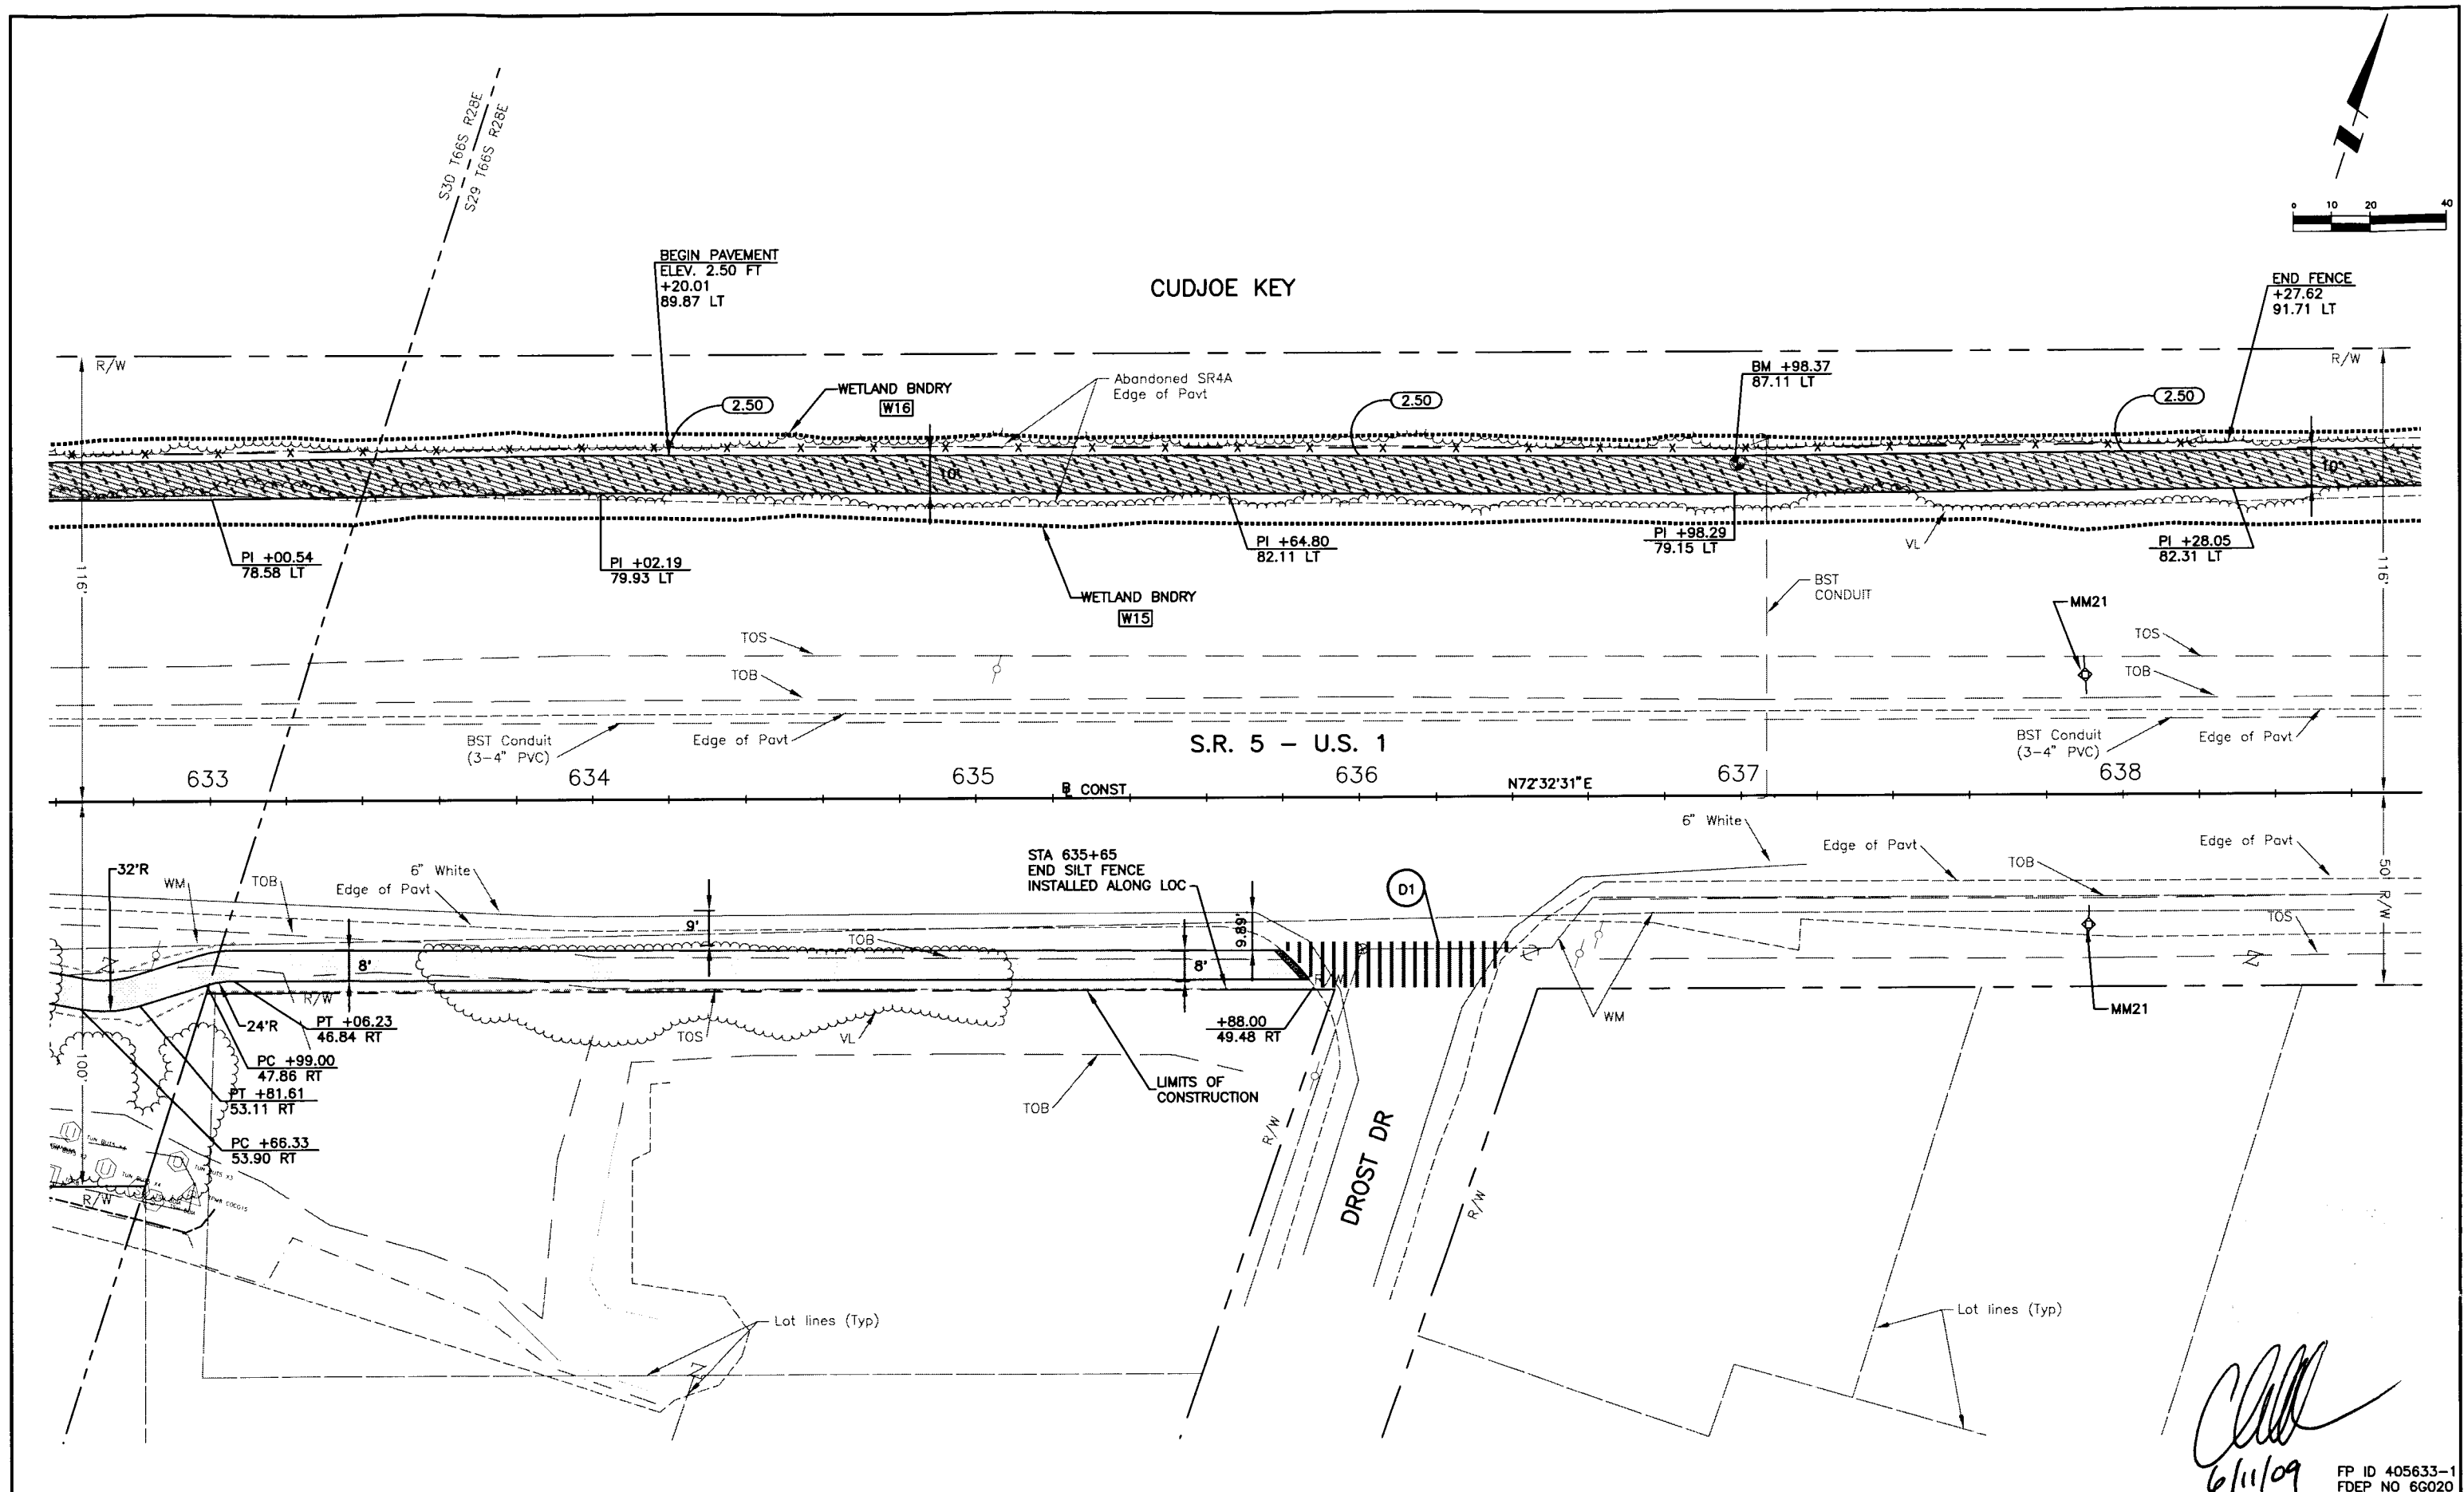 S30 T66S R28E
S29 T66S R28E
N
0 10 20 40
BEGIN PAVEMENT
ELEV. 2.50 FT
+20.01
89.87 LT
CUDJOE KEY
END FENCE
+27.62
91.71 LT
R/W
R/W
2.50
WETLAND BNDRY
W16
Abandoned SR4A
Edge of Pavt
2.50
BM +98.37
87.11 LT
2.50
10'
10'
PI +00.54
78.58 LT
PI +02.19
79.93 LT
PI +64.80
82.11 LT
PI +98.29
79.15 LT
VL
PI +28.05
82.31 LT
116'
116'
WETLAND BNDRY
W15
BST
CONDUIT
MM21
TOS
TOS
TOB
TOB
BST Conduit
(3-4" PVC)
Edge of Pavt
S.R. 5 - U.S. 1
BST Conduit
(3-4" PVC)
Edge of Pavt
633 634 635 636 637 638
B CONST.
N72°32'31"E
32'R
WM
TOB
6" White
Edge of Pavt
9'
STA 635+65
END SILT FENCE
INSTALLED ALONG LOC
9.89'
D1
6" White
Edge of Pavt
TOB
Edge of Pavt
50' R/W
TOS
8'
TOB
8'
R/W
R/W
24'R
PT +06.23
46.84 RT
TOS
VL
+88.00
49.48 RT
WM
MM21
PC +99.00
47.86 RT
100'
PT +81.61
53.11 RT
LIMITS OF
CONSTRUCTION
TOB
PC +66.33
53.90 RT
R/W
R/W
DROST DR
R/W
Lot lines (Typ)
Lot lines (Typ)
6/11/09
FP ID 405633-1
FDEP NO 6G020